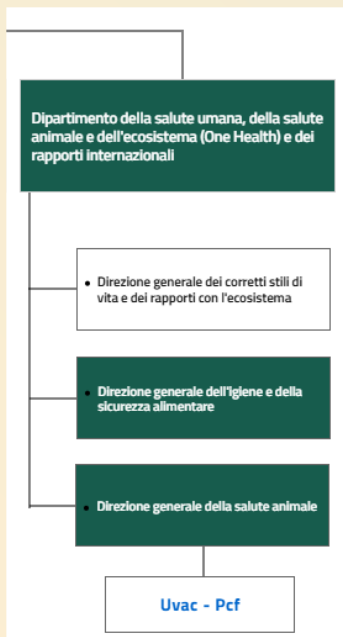 Dipartimento della salute umana, della salute
animale e dell'ecosistema (One Health) e dei
rapporti internazionali
• Direzione generale dei corretti stili di
vita e dei rapporti con l'ecosistema
• Direzione generale dell'igiene e della
sicurezza alimentare
• Direzione generale della salute animale
Uvac - Pcf